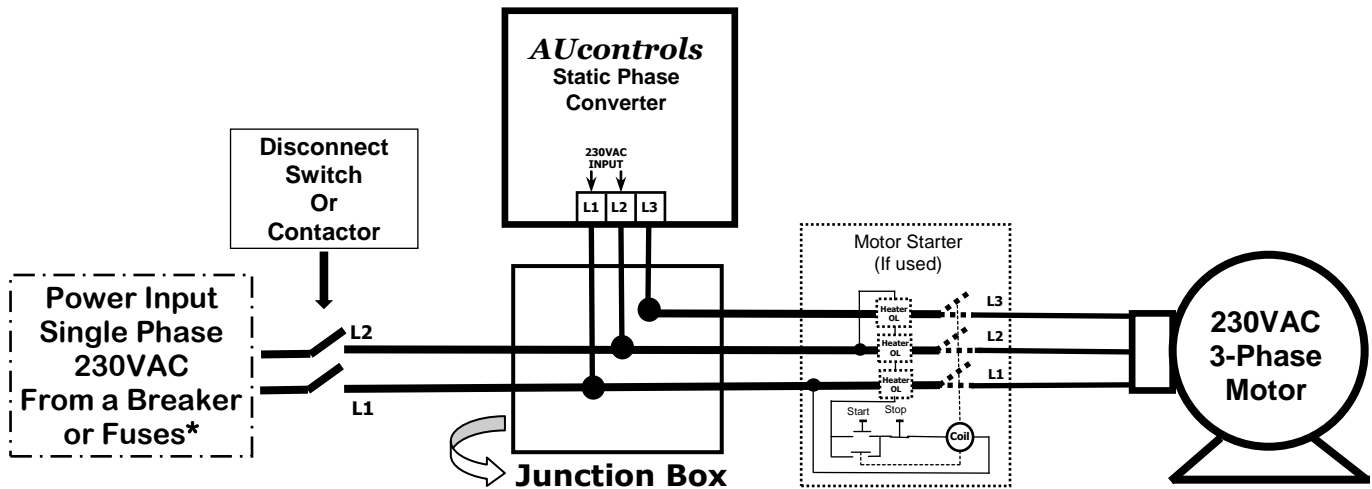 AUcontrols
Static Phase
Converter
230VAC
INPUT
L1 L2 L3
Disconnect
Switch
Or
Contactor
Power Input
Single Phase
230VAC
From a Breaker
or Fuses*
L2
L1
Junction Box
Motor Starter
(If used)
Heater
OL
Heater
OL
Heater
OL
Start Stop
Coil
L3
L2
L1
230VAC
3-Phase
Motor